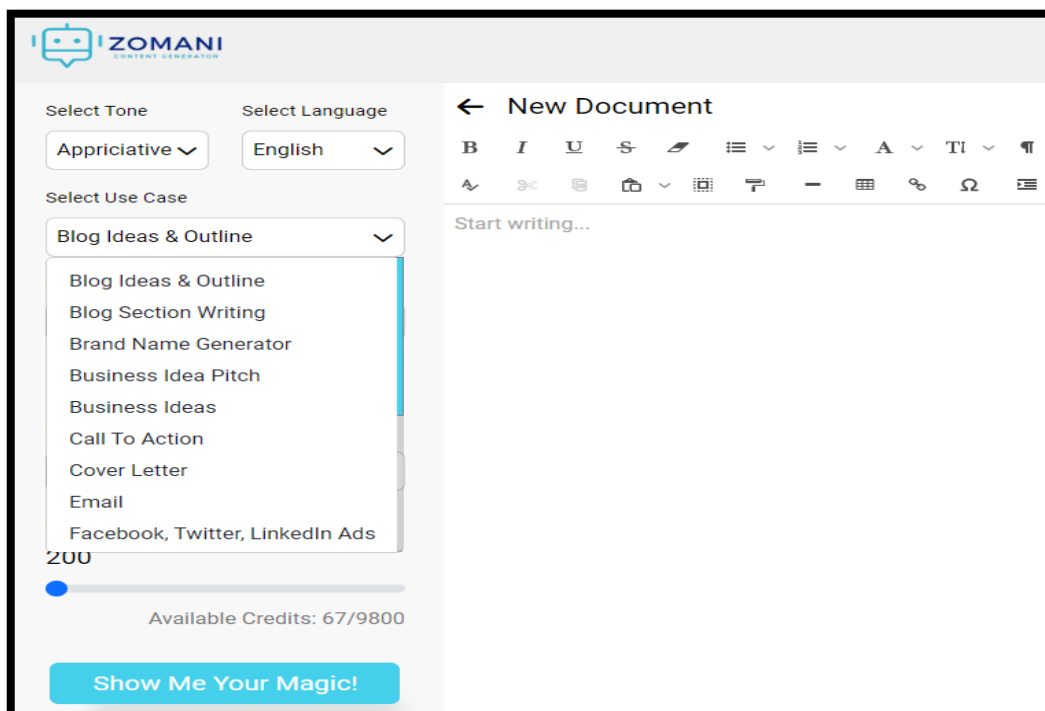 ZOMANI
CONTENT GENERATOR
Select Tone
Select Language
Appriciative
English
Select Use Case
Blog Ideas & Outline
Blog Ideas & Outline
Blog Section Writing
Brand Name Generator
Business Idea Pitch
Business Ideas
Call To Action
Cover Letter
Email
Facebook, Twitter, LinkedIn Ads
200
Available Credits: 67/9800
Show Me Your Magic!
New Document
Start writing...